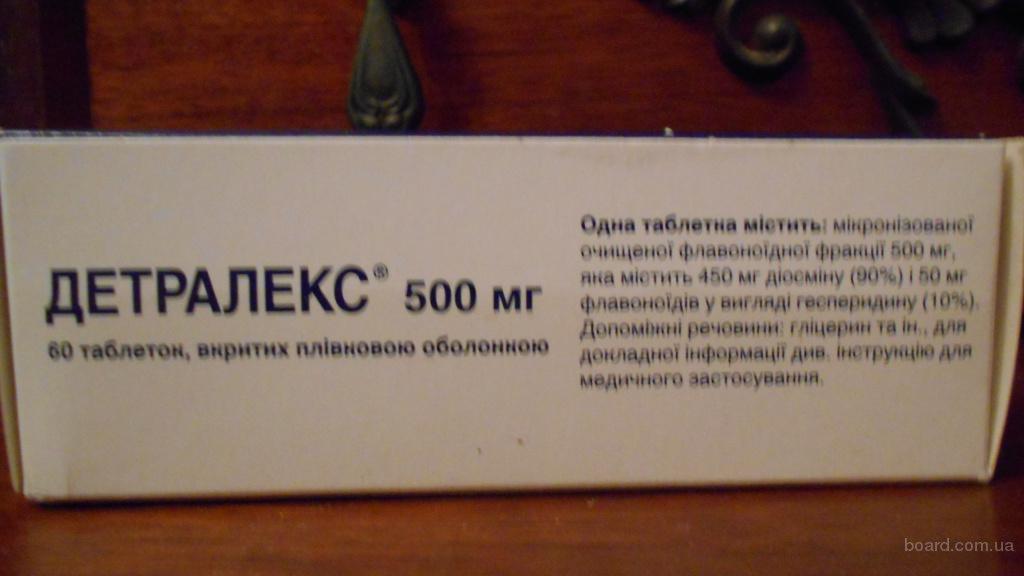 ДЕТРАЛЕКС® 500 мг
60 таблеток, вкритих плівковою оболонкою
Одна таблетка містить: мікронізованої
очищеної флавоноїдної фракції 500 мг,
яка містить 450 мг діосміну (90%) і 50 мг
флавоноїдів у вигляді гесперидину (10%).
Допоміжні речовини: гліцерин та ін., для
докладної інформації див. інструкцію для
медичного застосування.
board.com.ua